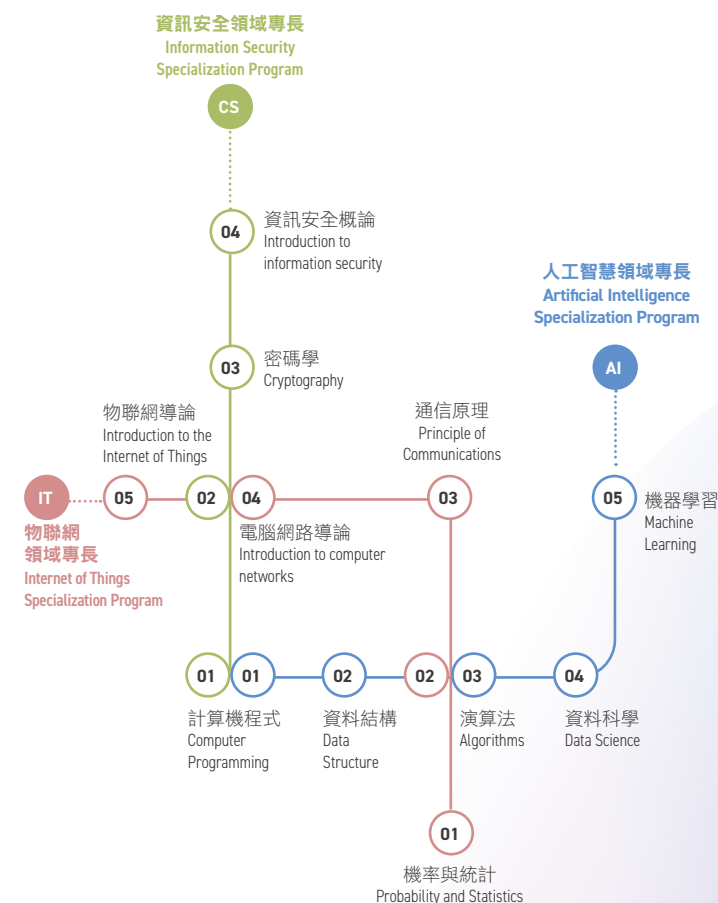 資訊安全領域專長
Information Security
Specialization Program
CS
04
資訊安全概論
Introduction to
information security
人工智慧領域專長
Artificial Intelligence
Specialization Program
AI
03
密碼學
Cryptography
物聯網導論
Introduction to the
Internet of Things
通信原理
Principle of
Communications
IT
05
02
04
03
05
機器學習
Machine
Learning
物聯網
領域專長
Internet of Things
Specialization Program
電腦網路導論
Introduction to computer
networks
01
01
02
02
03
04
計算機程式
Computer
Programming
資料結構
Data
Structure
演算法
Algorithms
資料科學
Data Science
01
機率與統計
Probability and Statistics